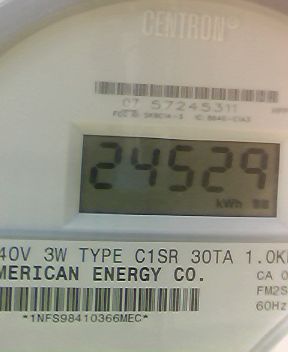 CENTRON®
07 57245311
24529
kWh
40V 3W TYPE C1SR 30TA 1.0K
MERICAN ENERGY CO.
CA 0
FM2S
60Hz
*1NFS98410366MEC*